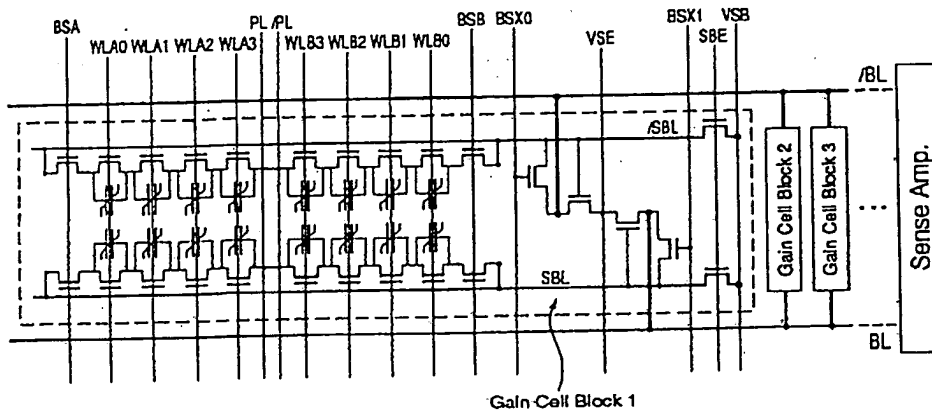 BSA
WLA0
WLA1
WLA2
WLA3
PL
/PL
WLB3
WLB2
WLB1
WLB0
BSB
BSX0
VSE
BSX1
SBE
VSB
/BL
/SBL
SBL
BL
Gain Cell Block 2
Gain Cell Block 3
...
Sense Amp.
Gain Cell Block 1